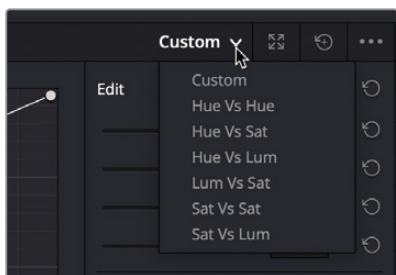 Custom
Edit
Custom
Hue Vs Hue
Hue Vs Sat
Hue Vs Lum
Lum Vs Sat
Sat Vs Sat
Sat Vs Lum